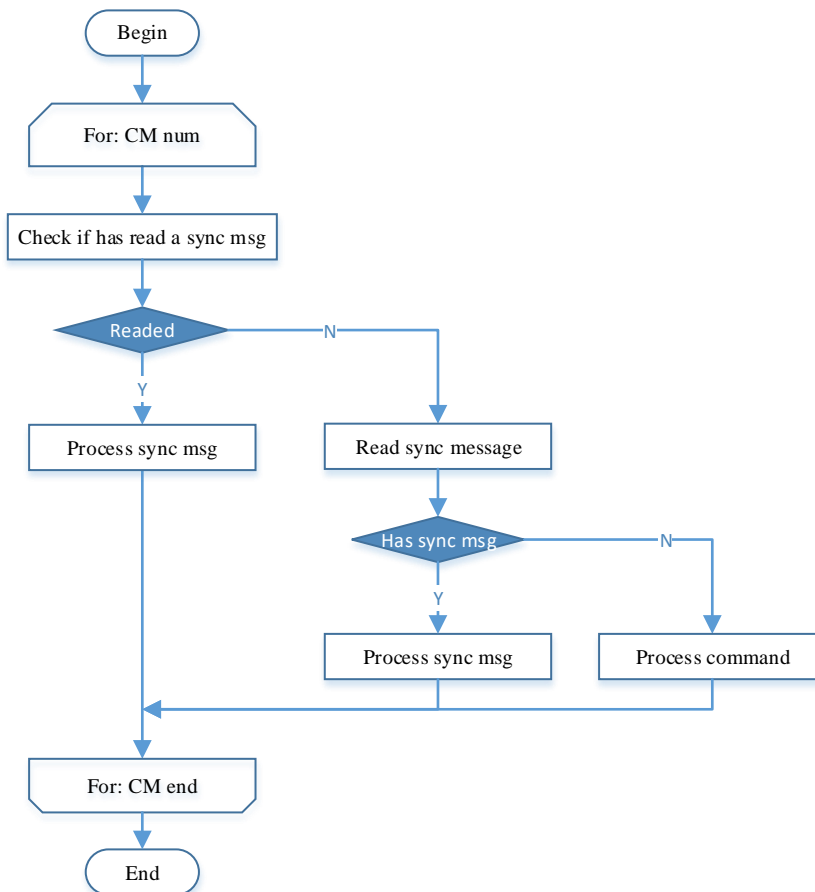 Begin
For: CM num
Check if has read a sync msg
Readed
N
Y
Process sync msg
Read sync message
Has sync msg
N
Y
Process sync msg
Process command
For: CM end
End